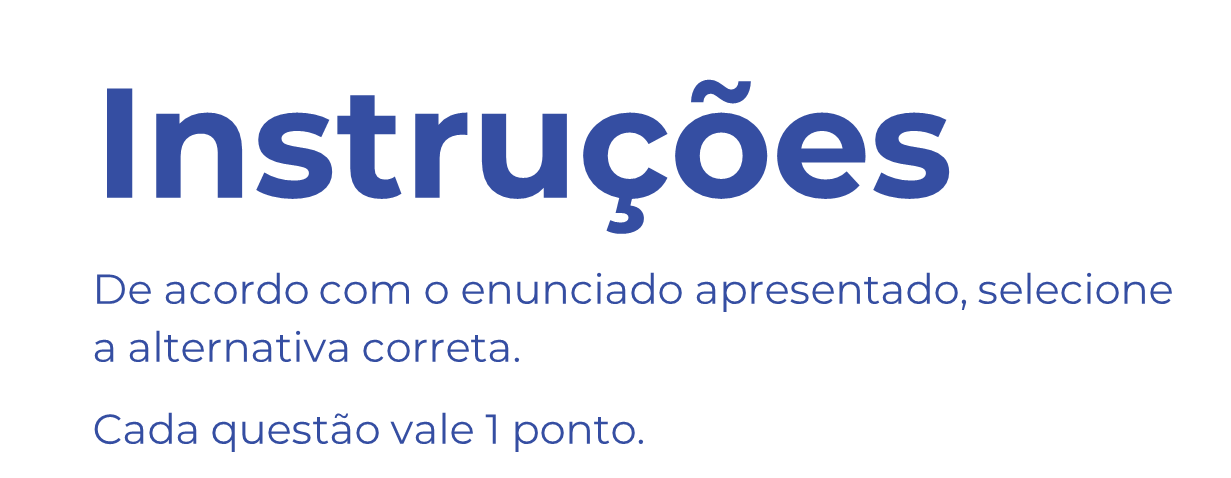 Instruções
De acordo com o enunciado apresentado, selecione
a alternativa correta.
Cada questão vale 1 ponto.